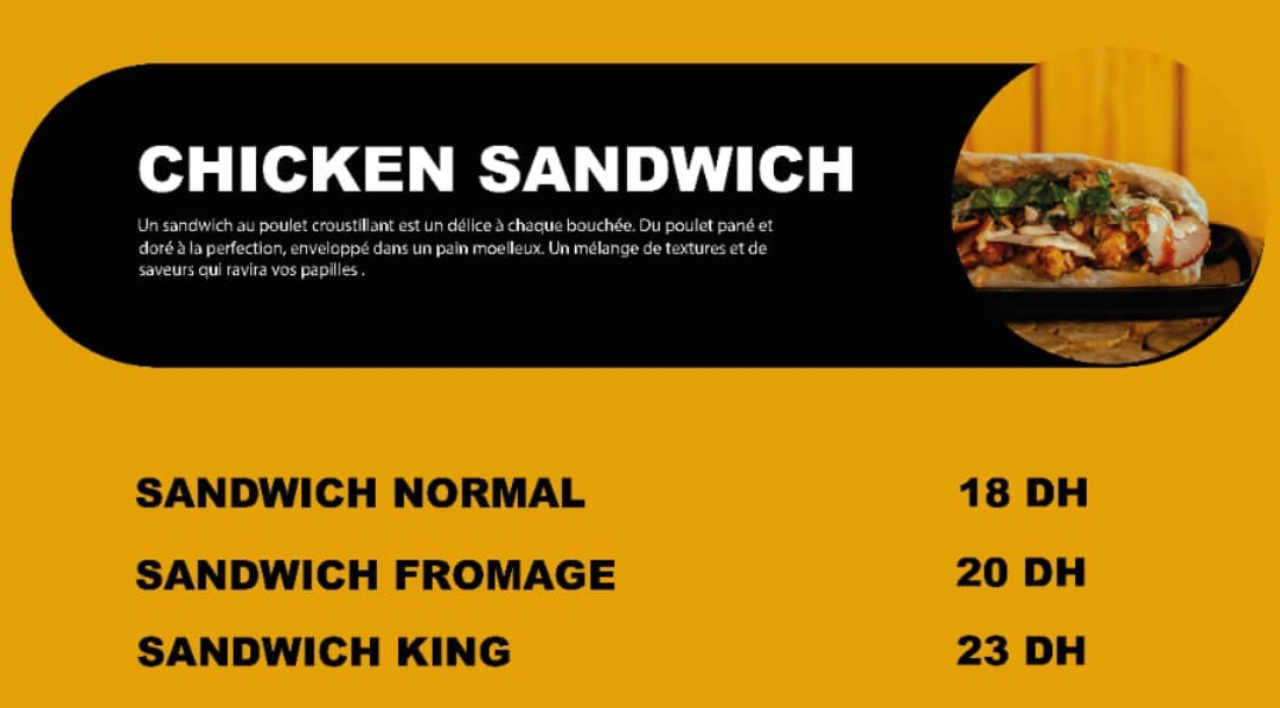 CHICKEN SANDWICH
Un sandwich au poulet croustillant est un délice à chaque bouchée. Du poulet pané et
doré à la perfection, enveloppé dans un pain moelleux. Un mélange de textures et de
saveurs qui ravira vos papilles .
SANDWICH NORMAL 18 DH
SANDWICH FROMAGE 20 DH
SANDWICH KING 23 DH